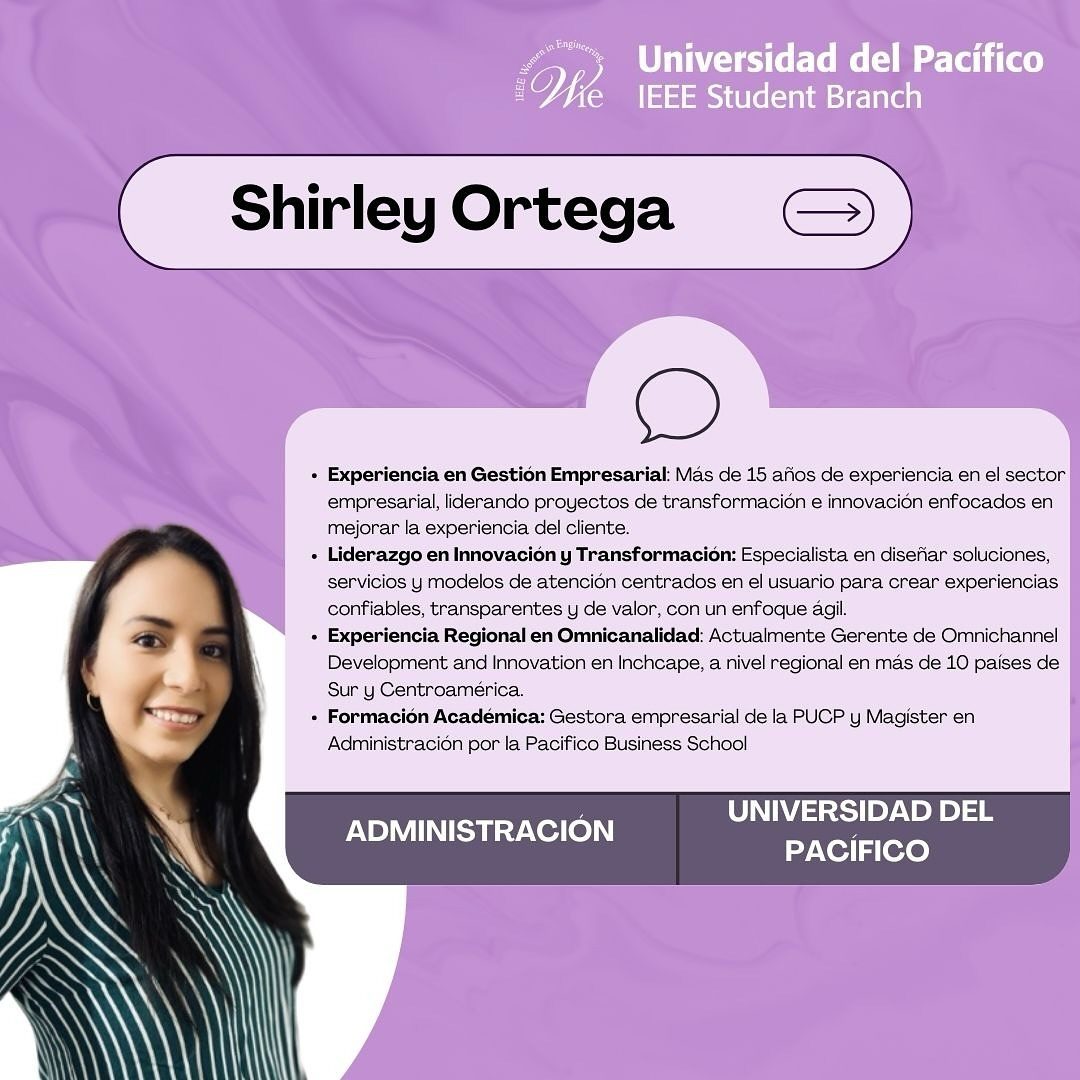 IEEE Women in Engineering
Wie
Universidad del Pacífico
IEEE Student Branch
Shirley Ortega
• Experiencia en Gestión Empresarial: Más de 15 años de experiencia en el sector
empresarial, liderando proyectos de transformación e innovación enfocados en
mejorar la experiencia del cliente.
• Liderazgo en Innovación y Transformación: Especialista en diseñar soluciones,
servicios y modelos de atención centrados en el usuario para crear experiencias
confiables, transparentes y de valor, con un enfoque ágil.
• Experiencia Regional en Omnicanalidad: Actualmente Gerente de Omnichannel
Development and Innovation en Inchcape, a nivel regional en más de 10 países de
Sur y Centroamérica.
• Formación Académica: Gestora empresarial de la PUCP y Magíster en
Administración por la Pacifico Business School
ADMINISTRACIÓN
UNIVERSIDAD DEL
PACÍFICO